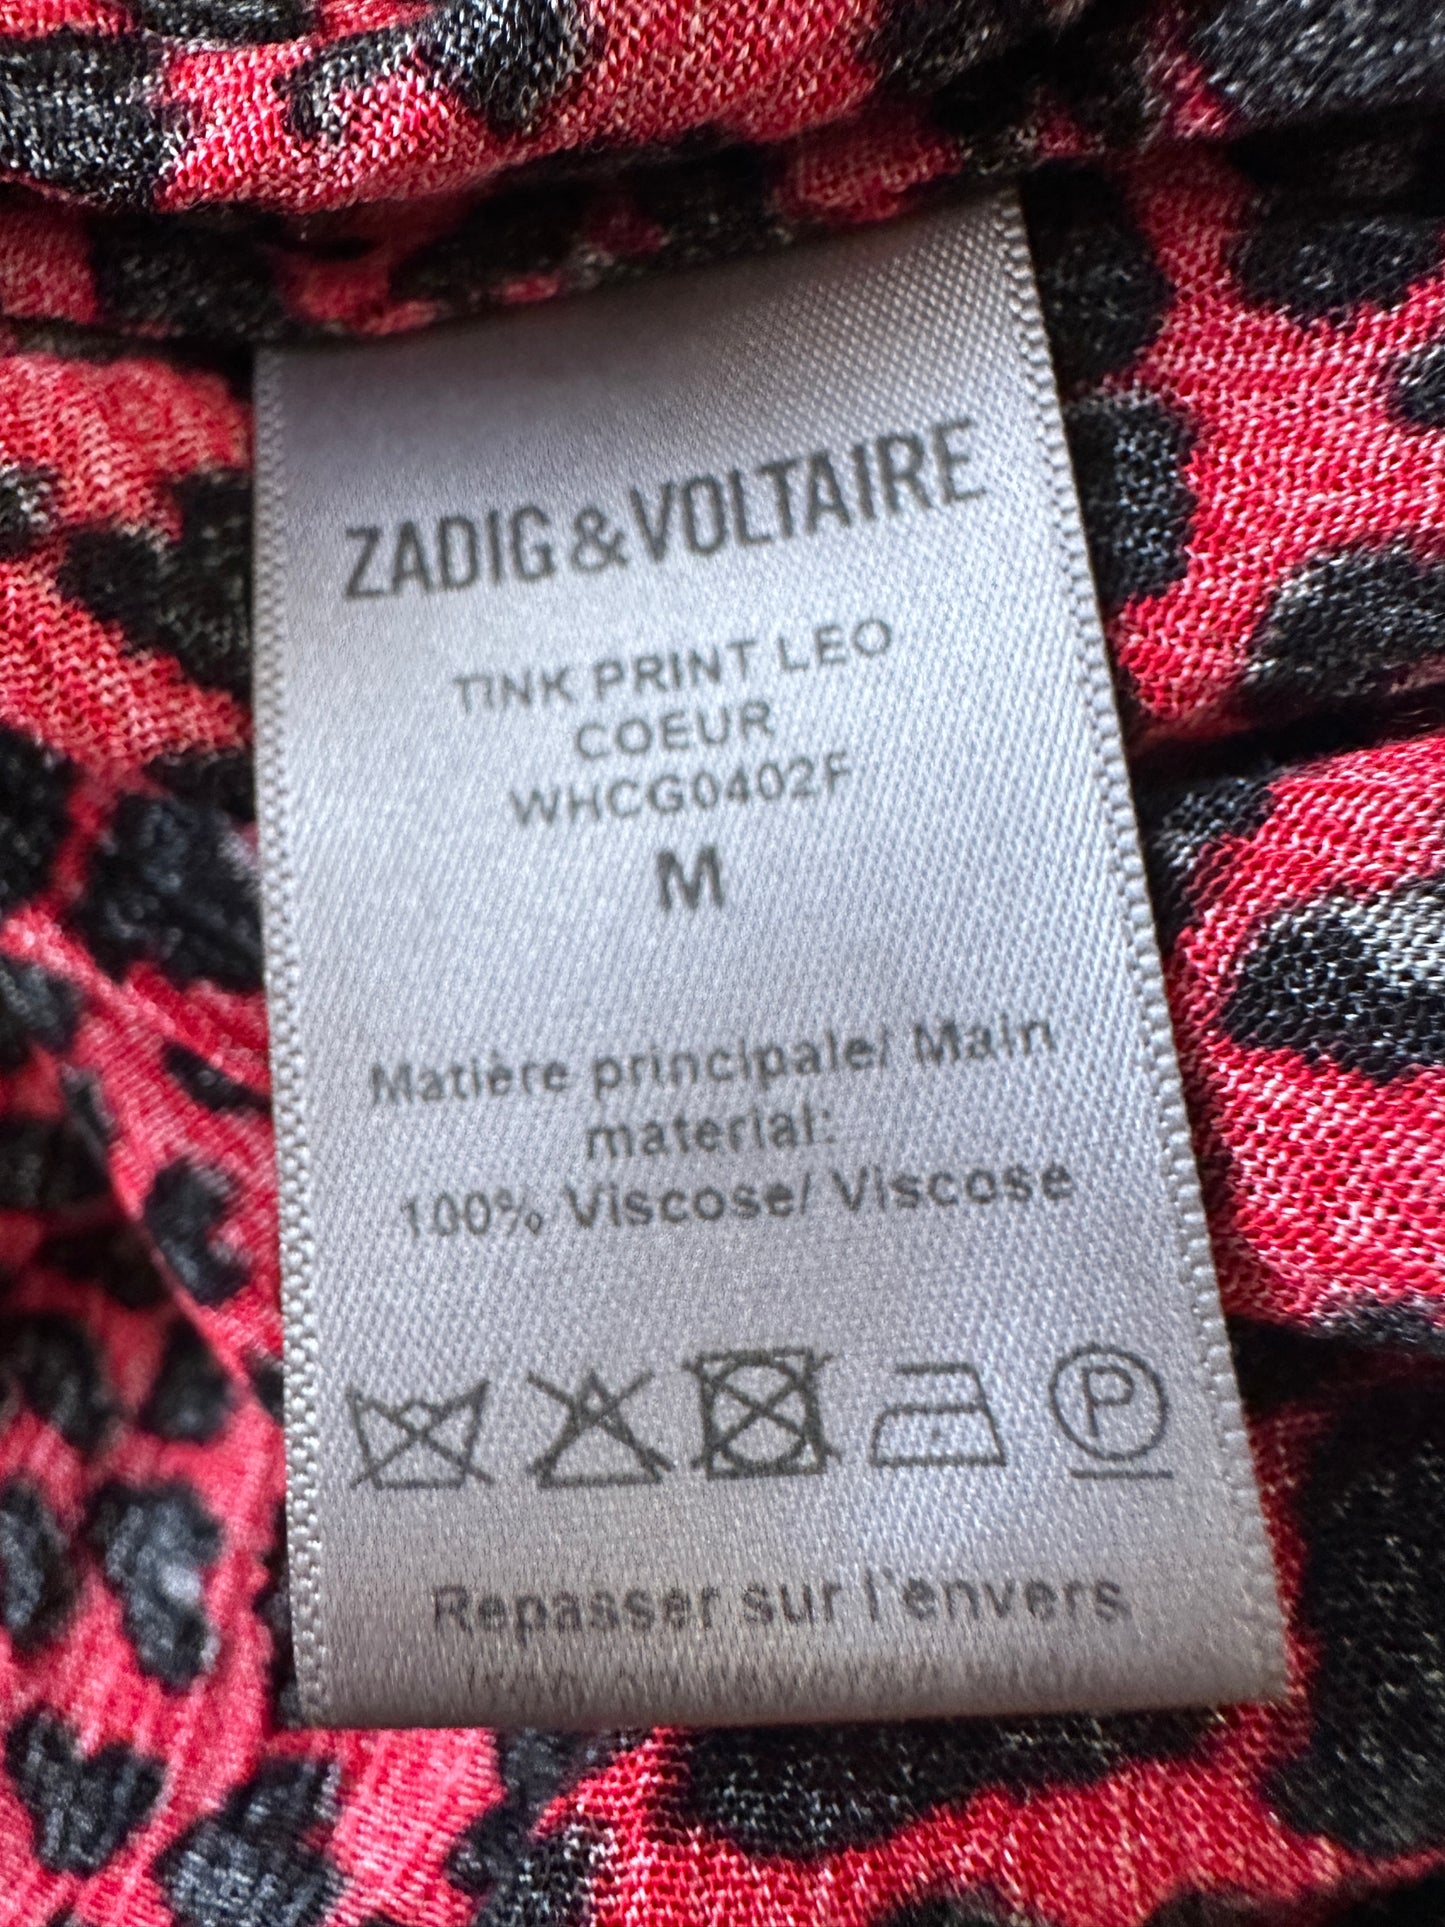 ZADIG&VOLTAIRE
TINK PRINT LEO
COEUR
WHCG0402F
M
Matière principale/ Main
material:
100% Viscose/ Viscose
P
Repasser sur l'envers